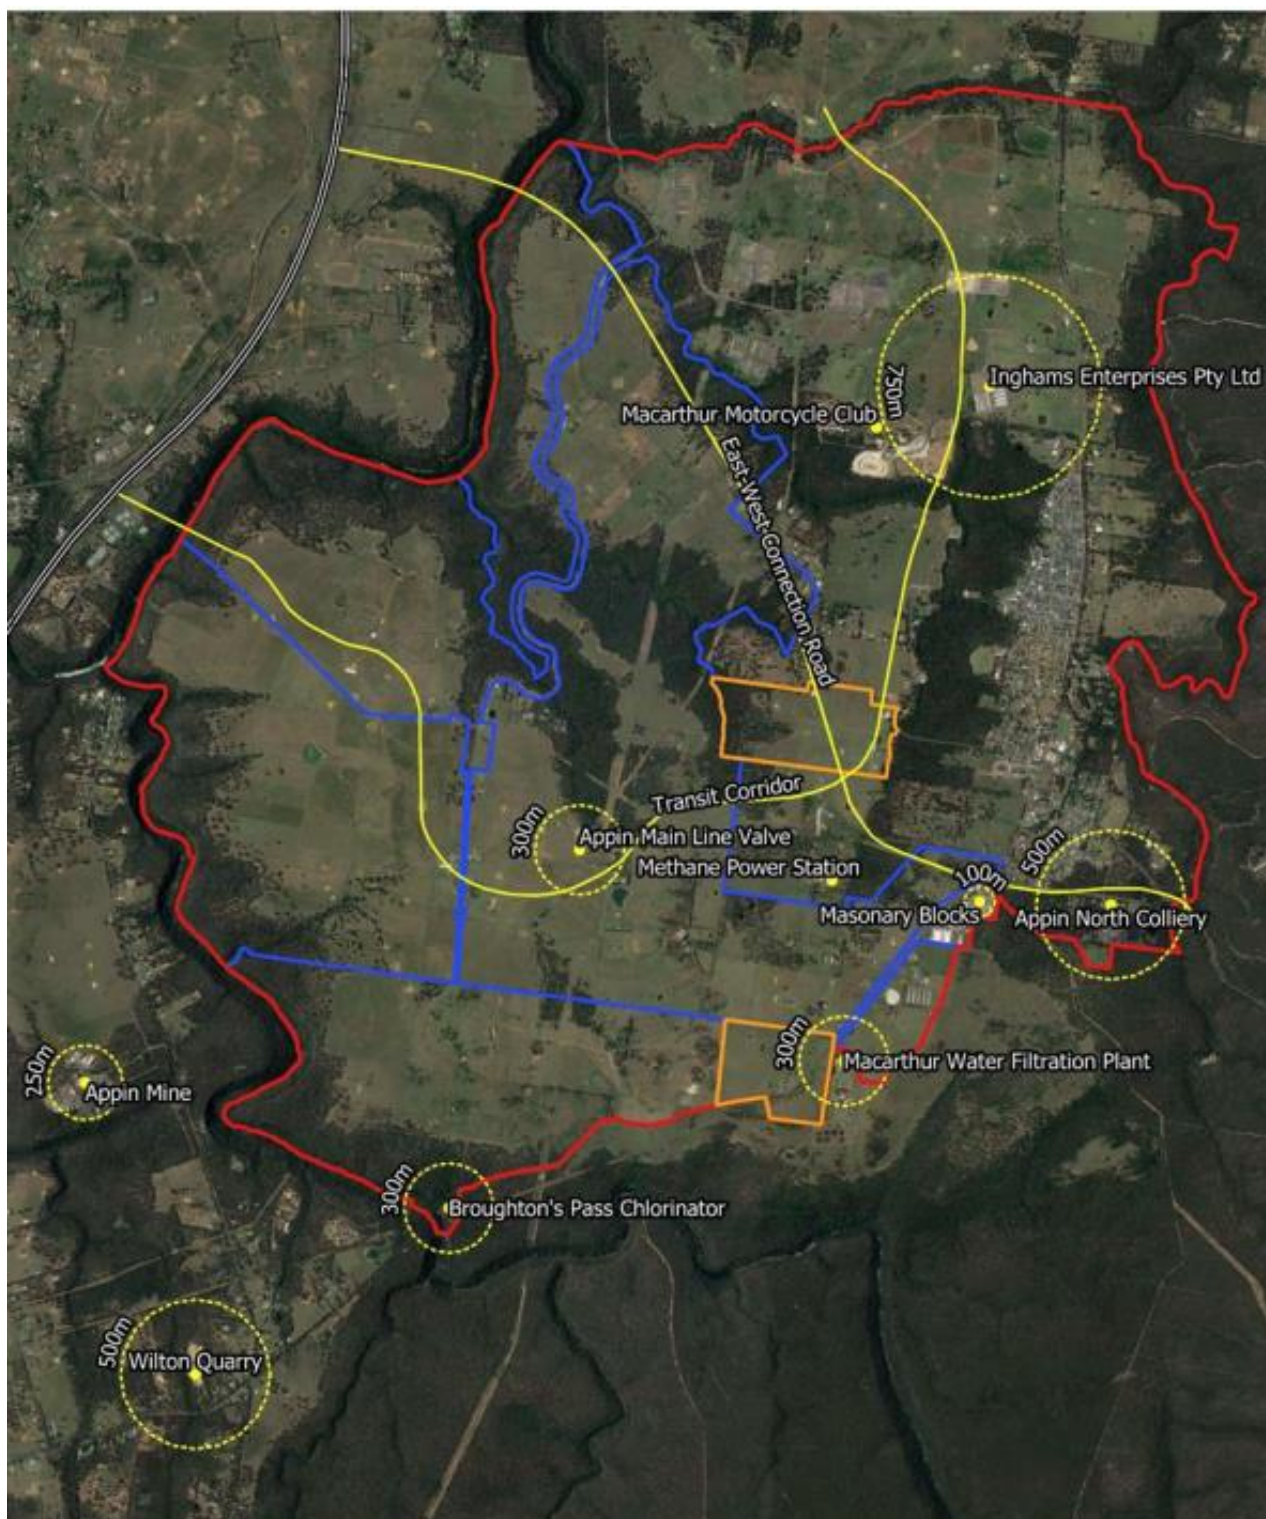 Inghams Enterprises Pty Ltd
750m
Macarthur Motorcycle Club
East-West Connection Road
Transit Corridor
300m
Appin Main Line Valve
Methane Power Station
500m
100m
Masonary Blocks
Appin North Colliery
300m
Macarthur Water Filtration Plant
250m
Appin Mine
300m
Broughton's Pass Chlorinator
500m
Wilton Quarry